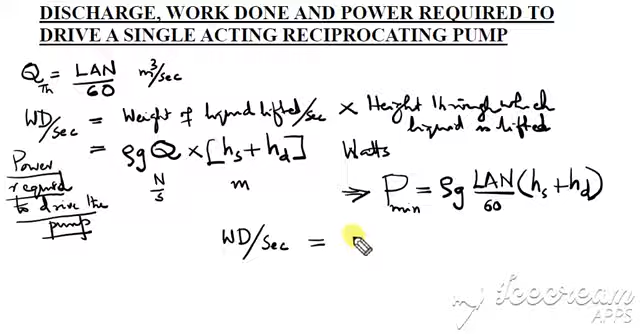 DISCHARGE, WORK DONE AND POWER REQUIRED TO
DRIVE A SINGLE ACTING RECIPROCATING PUMP
Q_Th = LAN/60 m³/sec
WD/sec = Weight of liquid lifted/sec × Height through which liquid is lifted
= ρg Q × [h_s + h_d] Watts
N/s m
Power required to drive the pump
⇒ P_min = ρg LAN/60 (h_s + h_d)
WD/sec =
Icecream
APPS